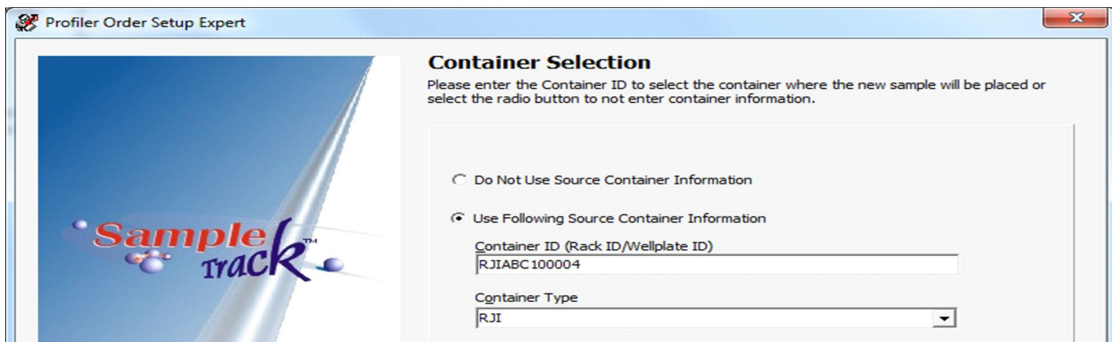 Profiler Order Setup Expert
Container Selection
Please enter the Container ID to select the container where the new sample will be placed or
select the radio button to not enter container information.
Do Not Use Source Container Information
Use Following Source Container Information
Container ID (Rack ID/Wellplate ID)
RJIABC100004
Container Type
RJI
Sample
Track™